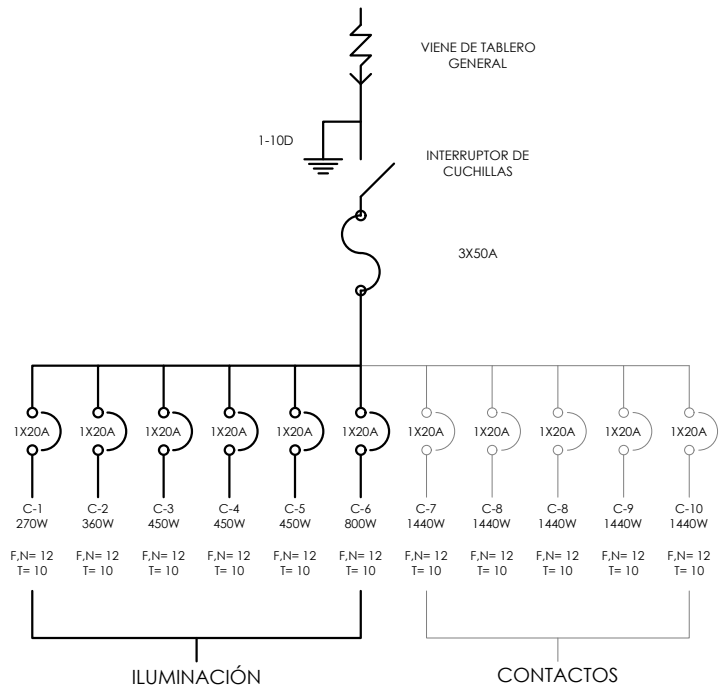 VIENE DE TABLERO
GENERAL
1-10D
INTERRUPTOR DE
CUCHILLAS
3X50A
1X20A 1X20A 1X20A 1X20A 1X20A 1X20A 1X20A 1X20A 1X20A 1X20A 1X20A
C-1 C-2 C-3 C-4 C-5 C-6 C-7 C-8 C-8 C-9 C-10
270W 360W 450W 450W 450W 800W 1440W 1440W 1440W 1440W 1440W
F,N= 12 F,N= 12 F,N= 12 F,N= 12 F,N= 12 F,N= 12 F,N= 12 F,N= 12 F,N= 12 F,N= 12 F,N= 12
T= 10 T= 10 T= 10 T= 10 T= 10 T= 10 T= 10 T= 10 T= 10 T= 10 T= 10
ILUMINACIÓN CONTACTOS